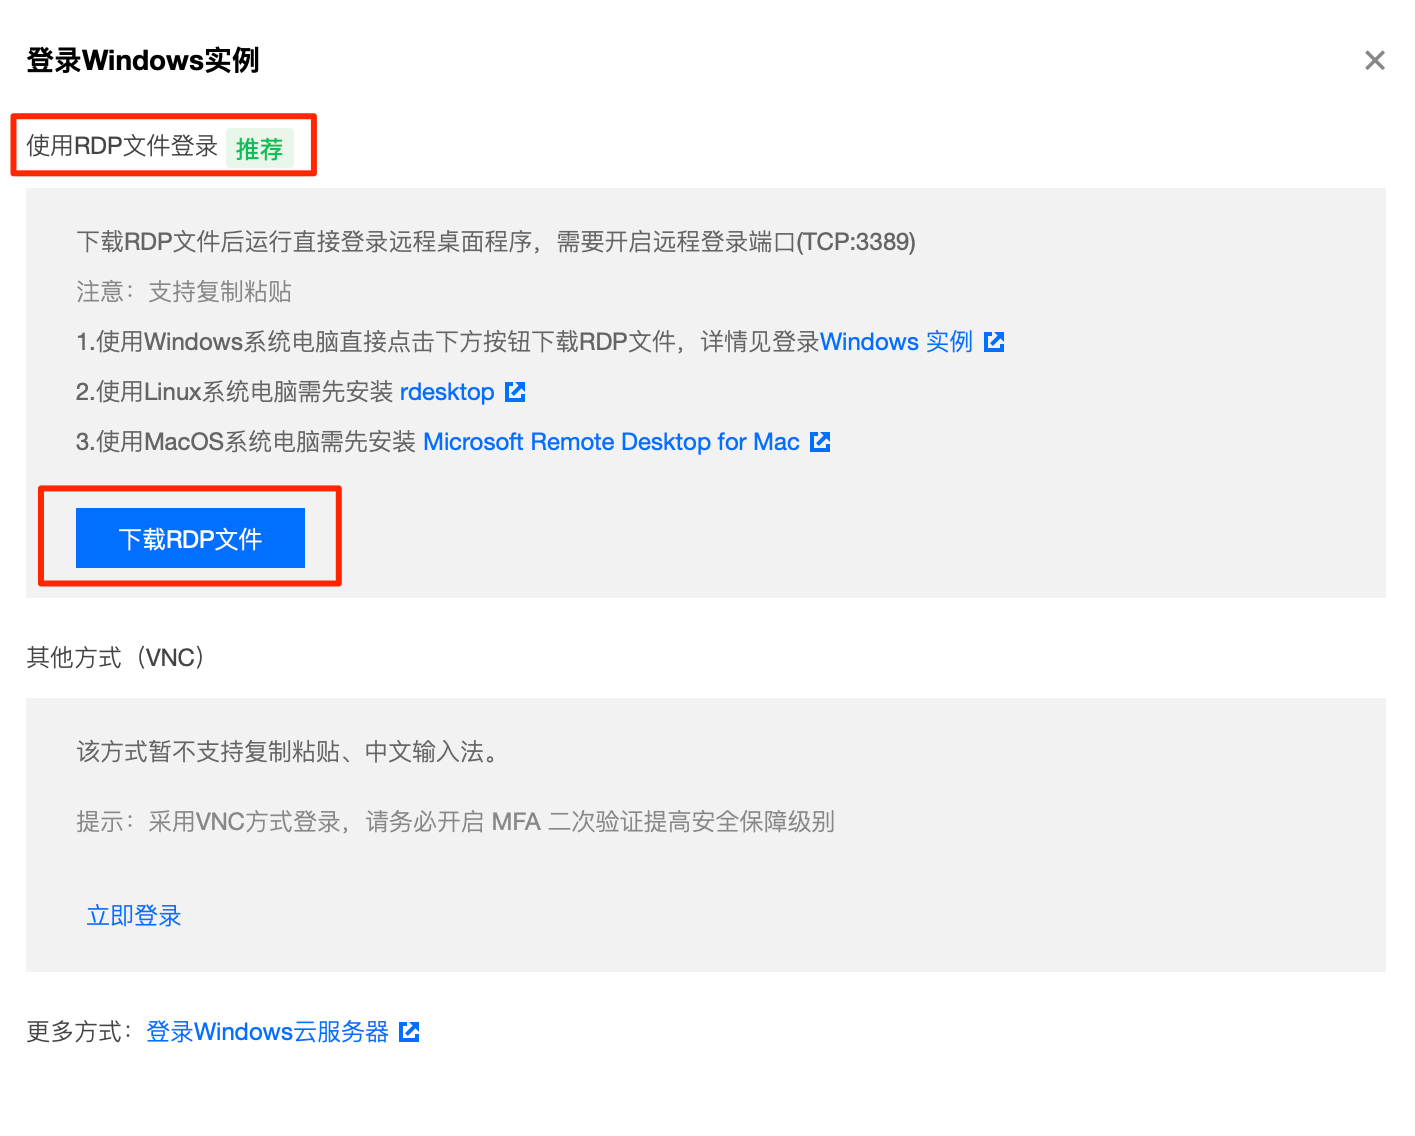 登录Windows实例
使用RDP文件登录 推荐
下载RDP文件后运行直接登录远程桌面程序，需要开启远程登录端口(TCP:3389)
注意：支持复制粘贴
1.使用Windows系统电脑直接点击下方按钮下载RDP文件，详情见登录Windows 实例
2.使用Linux系统电脑需先安装 rdesktop
3.使用MacOS系统电脑需先安装 Microsoft Remote Desktop for Mac
下载RDP文件
其他方式（VNC）
该方式暂不支持复制粘贴、中文输入法。
提示：采用VNC方式登录，请务必开启 MFA 二次验证提高安全保障级别
立即登录
更多方式：登录Windows云服务器